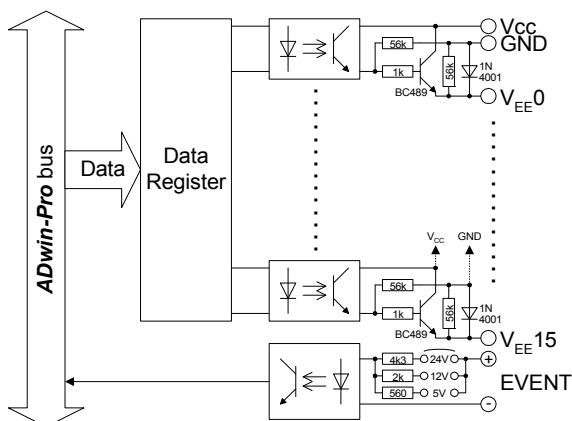 Vcc
GND
56k
56k
1N
4001
1k
BC489
VEE0
ADwin-Pro bus
Data
Data
Register
VCC
GND
56k
56k
1N
4001
1k
BC489
VEE15
4k3
24V
+
2k
12V
EVENT
560
5V
-